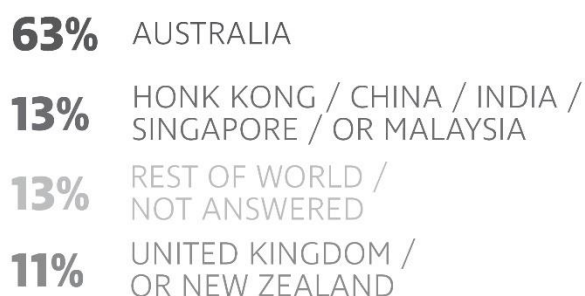 63% AUSTRALIA
13% HONK KONG / CHINA / INDIA /
SINGAPORE / OR MALAYSIA
13% REST OF WORLD /
NOT ANSWERED
11% UNITED KINGDOM /
OR NEW ZEALAND